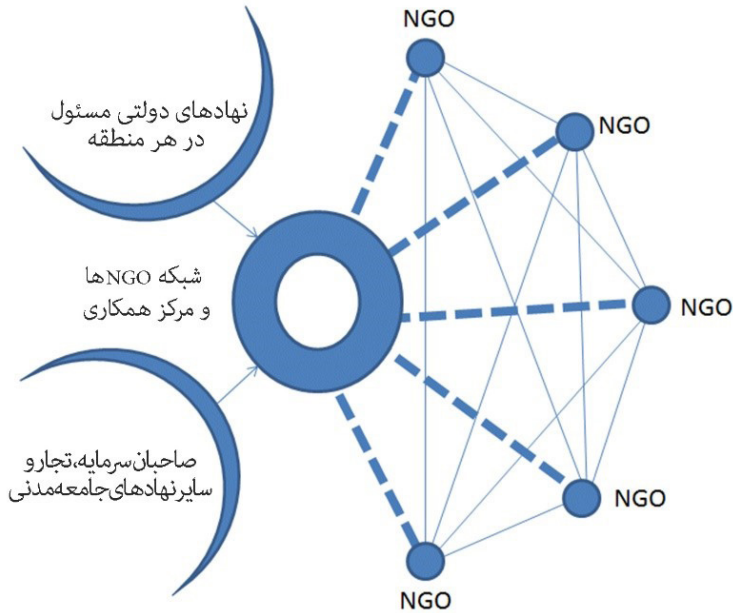 NGO
نهادهای دولتی مسئول
در هر منطقه
NGO
شبکه NGOها
و مرکز همکاری
NGO
صاحبان سرمایه،تجار و
سایر نهادهای جامعه مدنی
NGO
NGO